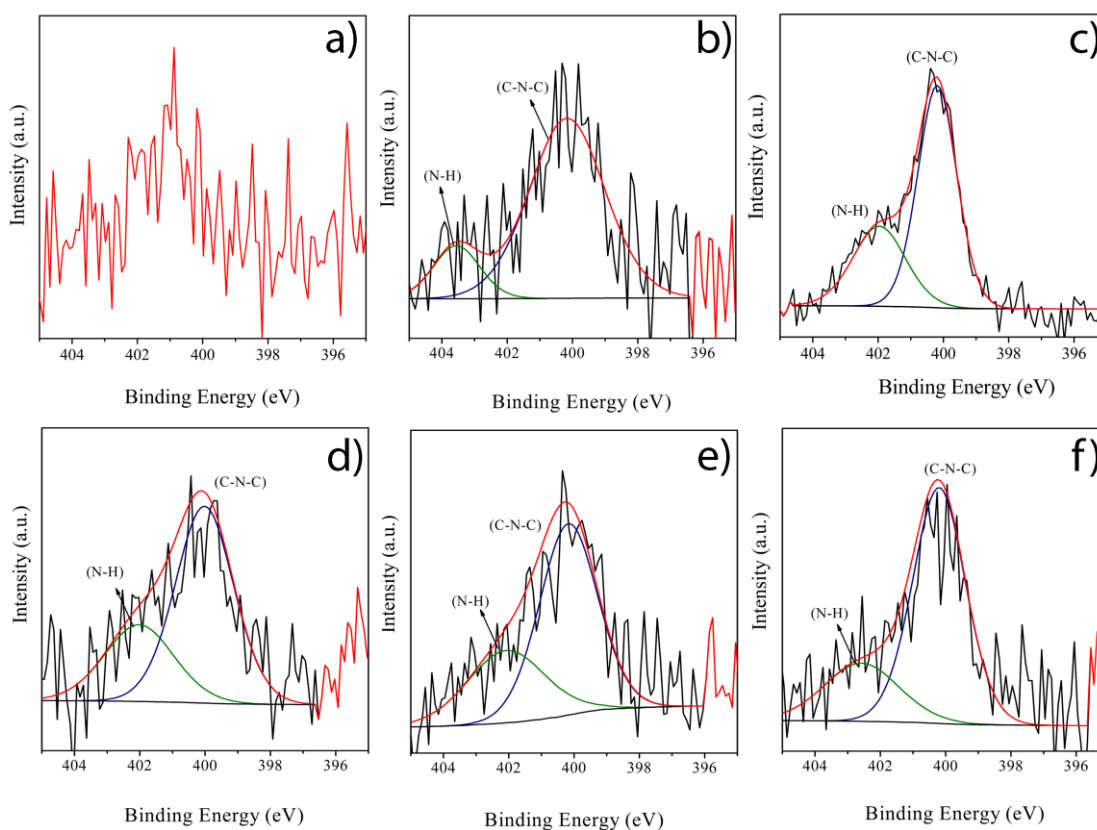 a)
Intensity (a.u.)
404 402 400 398 396
Binding Energy (eV)
b)
(C-N-C)
(N-H)
Intensity (a.u.)
404 402 400 398 396
Binding Energy (eV)
c)
(C-N-C)
(N-H)
Intensity (a.u.)
404 402 400 398 396
Binding Energy (eV)
d)
(C-N-C)
(N-H)
Intensity (a.u.)
404 402 400 398 396
Binding Energy (eV)
e)
(C-N-C)
(N-H)
Intensity (a.u.)
404 402 400 398 396
Binding Energy (eV)
f)
(C-N-C)
(N-H)
Intensity (a.u.)
404 402 400 398 396
Binding Energy (eV)